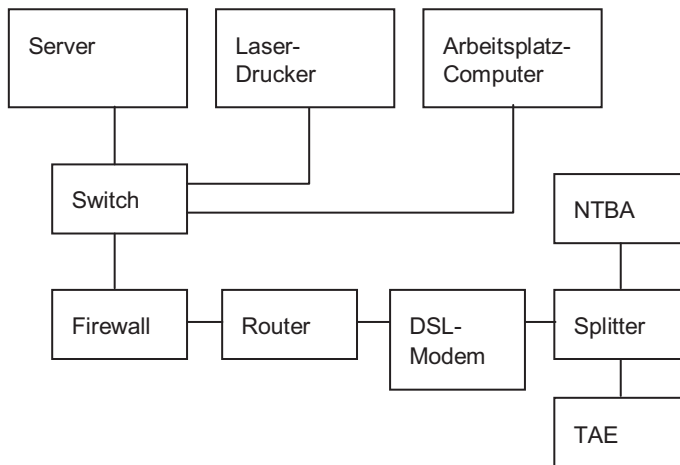 Server
Laser-
Drucker
Arbeitsplatz-
Computer
Switch
NTBA
Firewall
Router
DSL-
Modem
Splitter
TAE